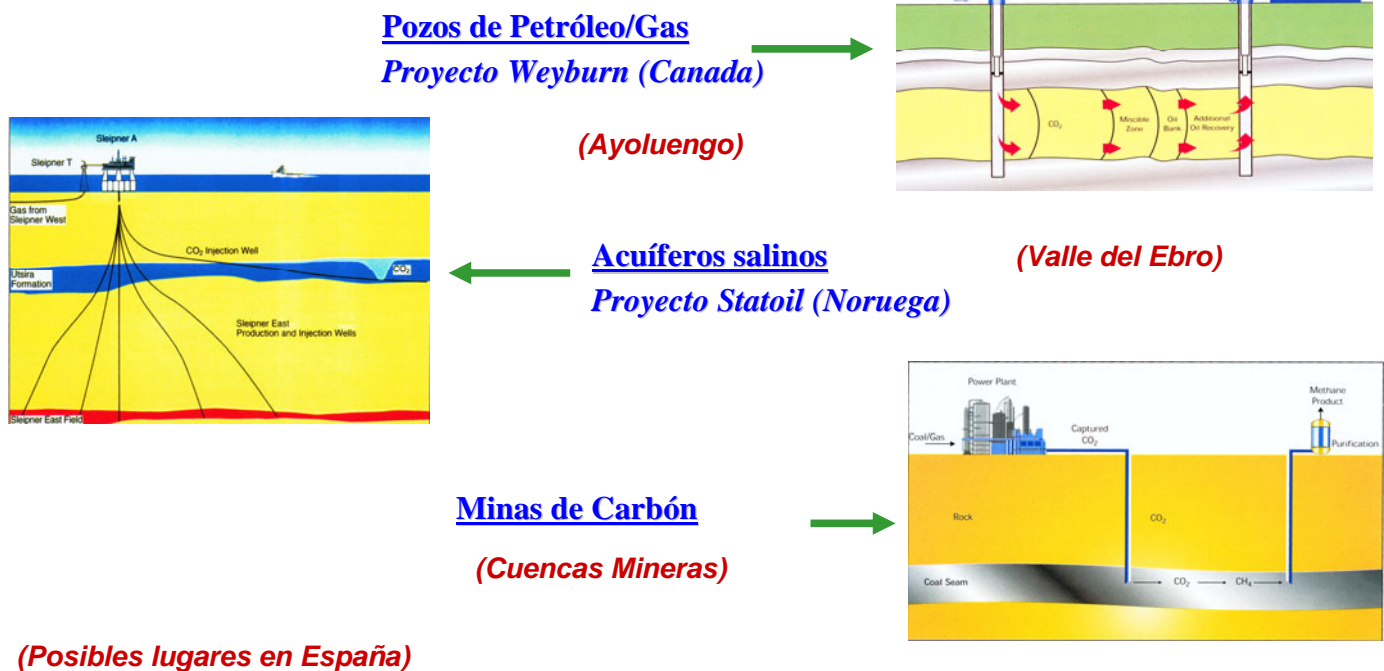 Pozos de Petróleo/Gas
Proyecto Weyburn (Canada)
(Ayoluengo)
CO2
Miscible
Zone
Oil
Bank
Additional
Oil Recovery
Sleipner A
Sleipner T
Gas from
Sleipner West
CO2 Injection Well
Utsira
Formation
CO2
Sleipner East
Production and Injection Wells
Sleipner East Field
Acuíferos salinos
Proyecto Statoil (Noruega)
(Valle del Ebro)
Minas de Carbón
(Cuencas Mineras)
Power Plant
Coal/Gas
Captured
CO2
Methane
Product
Purification
Rock
CO2
Coal Seam
CO2
CH4
(Posibles lugares en España)